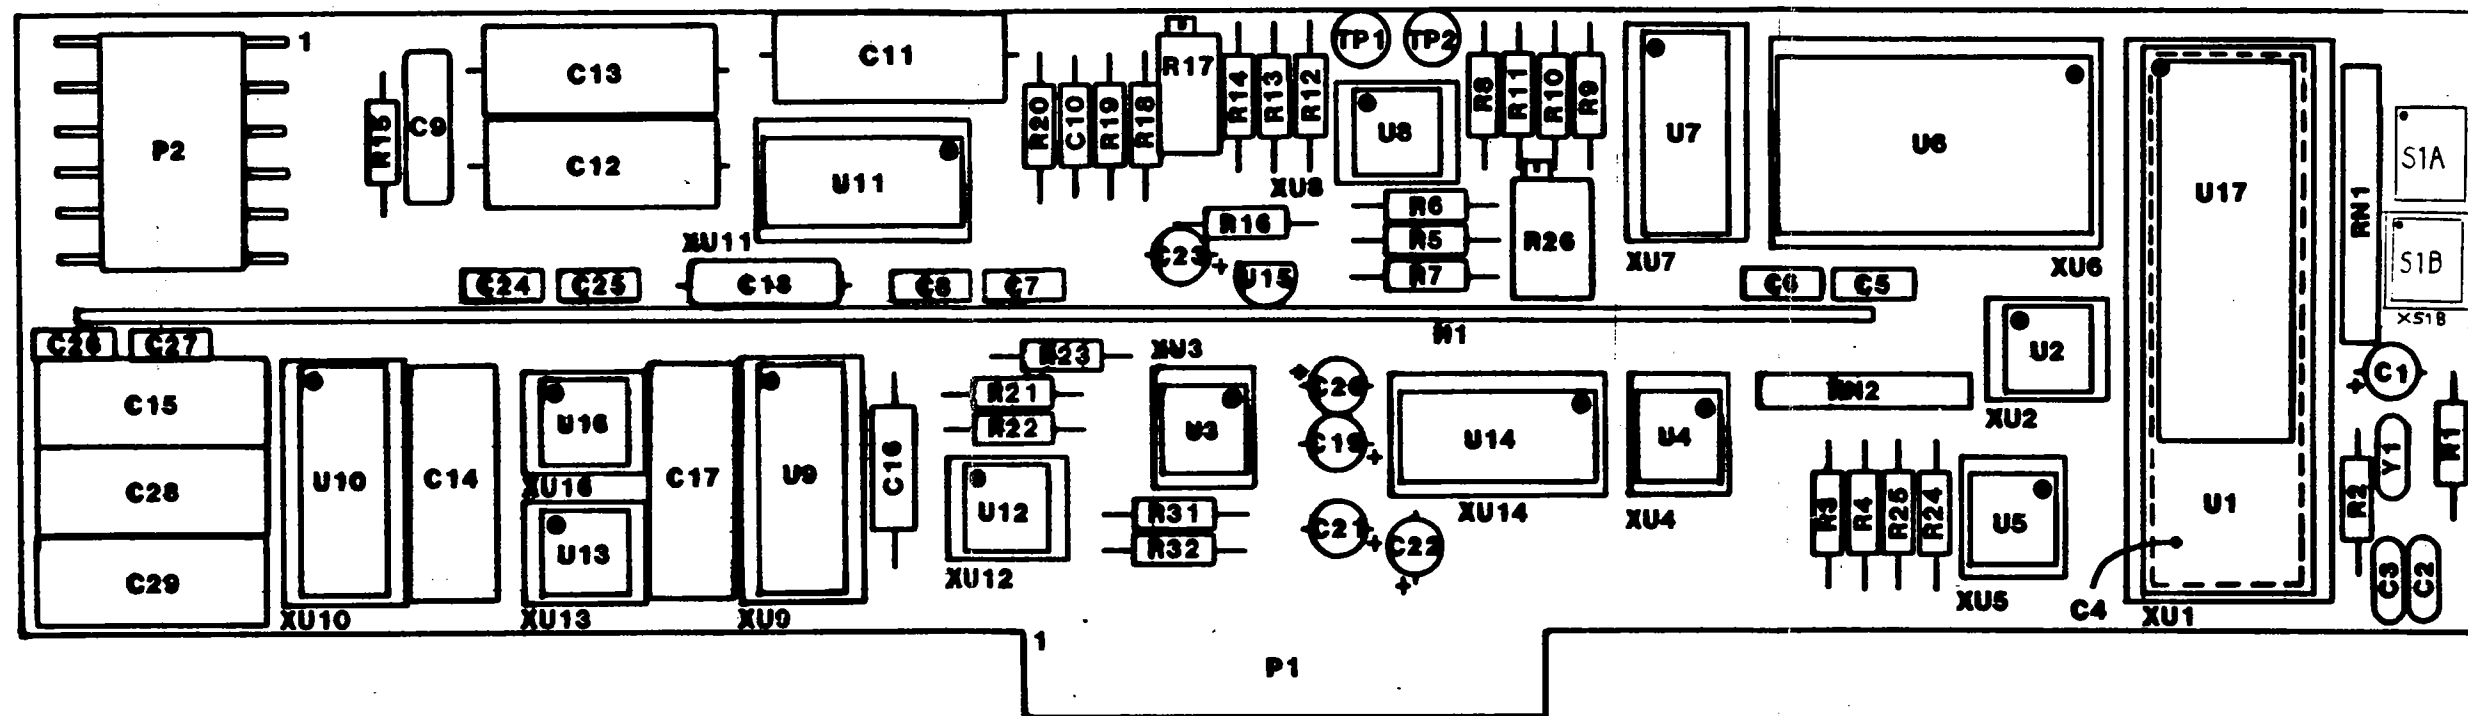 1
P2
R15
C9
C13
C12
C11
U11
XU11
R20
C10
R19
R18
R17
R14
R13
R12
TP1
TP2
U8
XU8
R8
R11
R10
R9
U7
XU7
U6
XU6
U17
RN1
S1A
S1B
XS1B
R16
C23
+
U15
R6
R5
R7
R26
C24
C25
C18
C8
C7
C6
C5
W1
C26
C27
C15
C28
C29
U10
XU10
C14
U16
XU16
U13
XU13
C17
U9
XU9
C16
R23
R21
R22
U12
XU12
XU3
U3
R31
R32
+
C20
C19
+
C21
+
C22
+
U14
XU14
U4
XU4
RN2
U2
XU2
R3
R4
R25
R24
U5
XU5
U1
C4
XU1
C1
+
Y1
R1
R2
C3
C2
1
P1